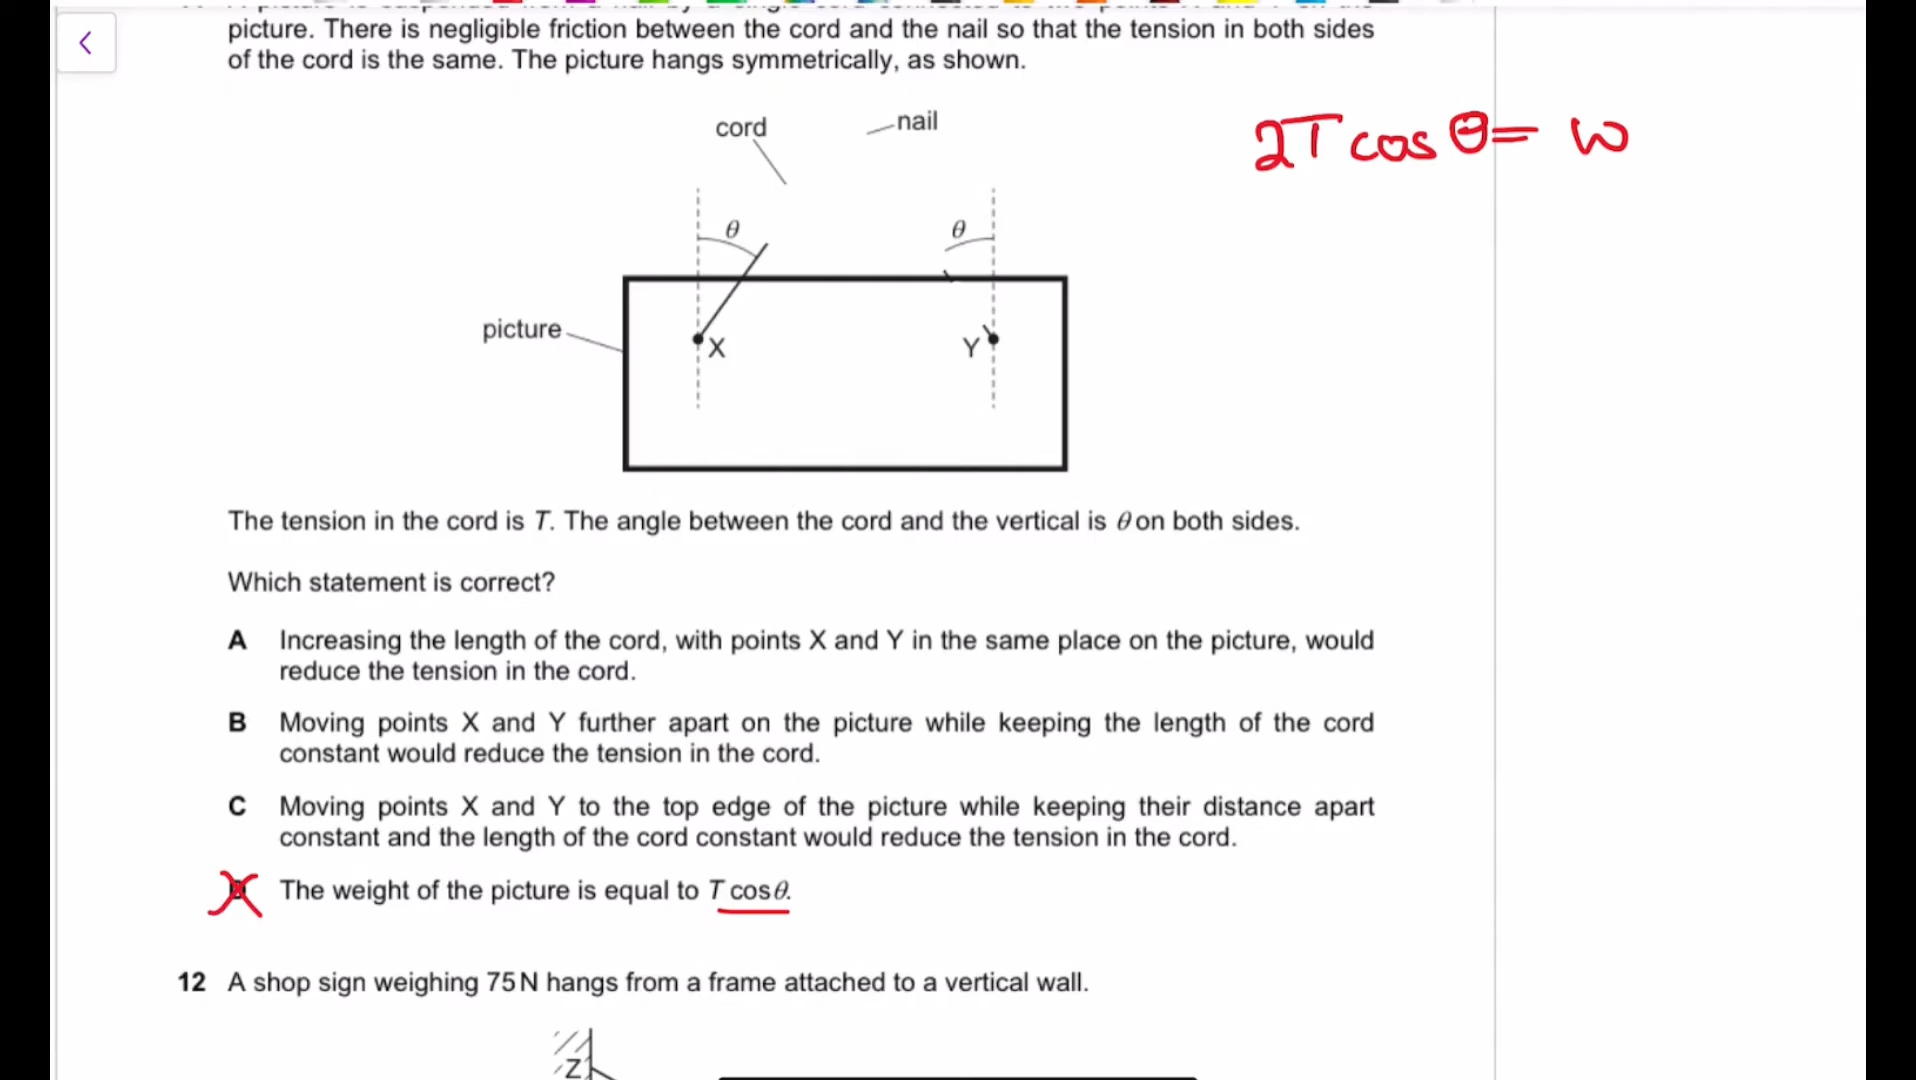 picture. There is negligible friction between the cord and the nail so that the tension in both sides
of the cord is the same. The picture hangs symmetrically, as shown.
cord
nail
2T cos θ = W
θ
θ
picture
X
Y
The tension in the cord is T. The angle between the cord and the vertical is θ on both sides.
Which statement is correct?
A Increasing the length of the cord, with points X and Y in the same place on the picture, would
reduce the tension in the cord.
B Moving points X and Y further apart on the picture while keeping the length of the cord
constant would reduce the tension in the cord.
C Moving points X and Y to the top edge of the picture while keeping their distance apart
constant and the length of the cord constant would reduce the tension in the cord.
The weight of the picture is equal to T cos θ.
12 A shop sign weighing 75 N hangs from a frame attached to a vertical wall.
Z